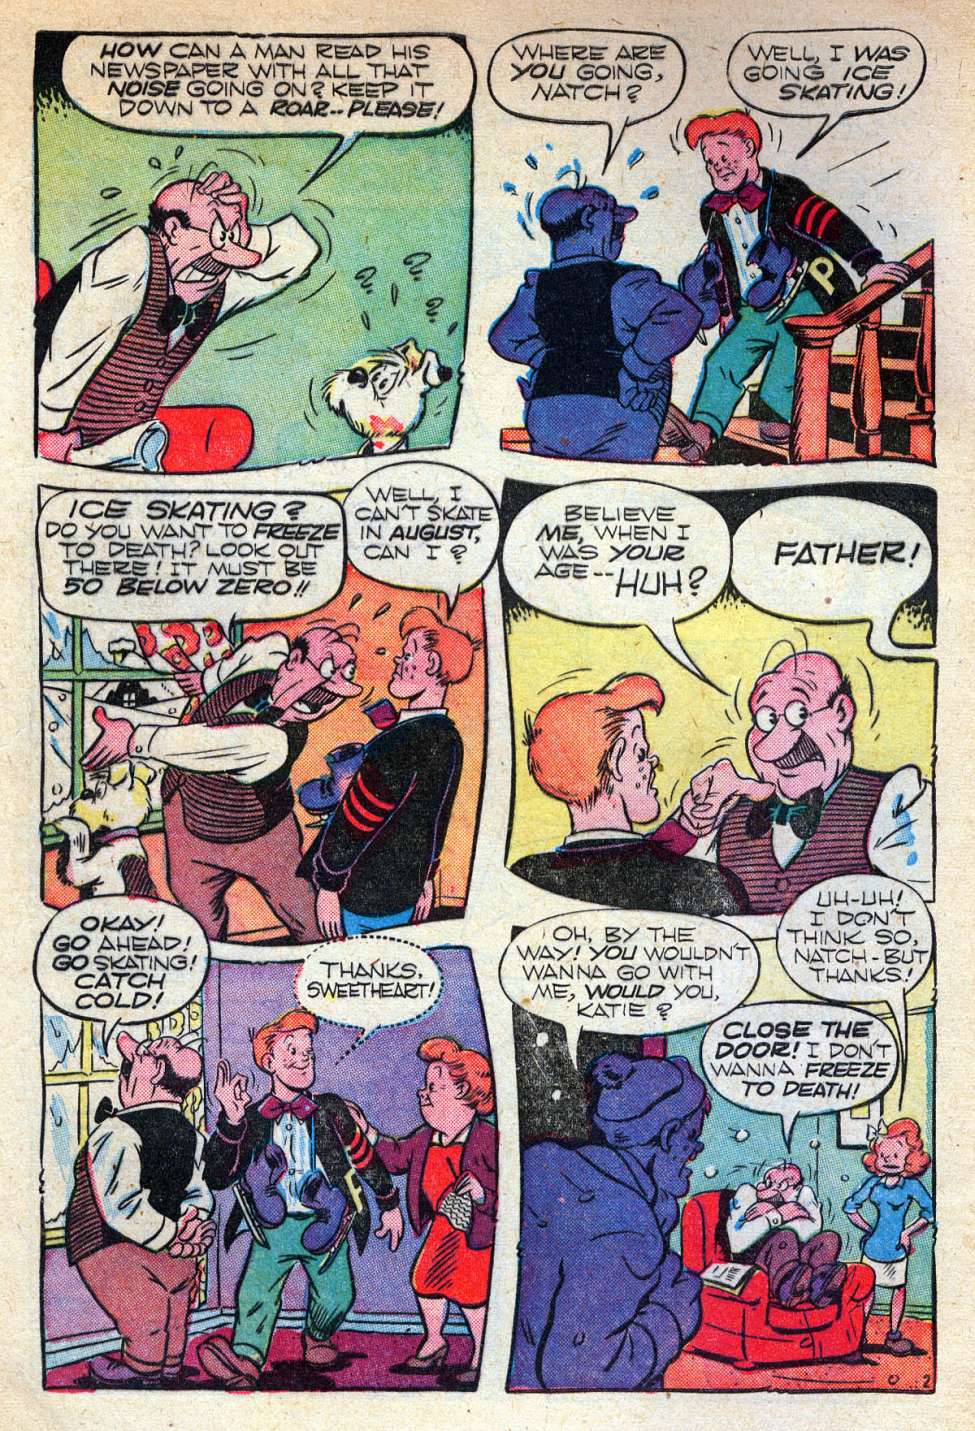 HOW CAN A MAN READ HIS
NEWSPAPER WITH ALL THAT
NOISE GOING ON? KEEP IT
DOWN TO A ROAR-- PLEASE!
WHERE ARE
YOU GOING,
NATCH?
WELL, I WAS
GOING ICE
SKATING!
P
ICE SKATING?
DO YOU WANT TO FREEZE
TO DEATH? LOOK OUT
THERE! IT MUST BE
50 BELOW ZERO!!
WELL, I
CAN'T SKATE
IN AUGUST,
CAN I?
BELIEVE
ME, WHEN I
WAS YOUR
AGE-- HUH?
FATHER!
OKAY!
GO AHEAD!
GO SKATING!
CATCH
COLD!
THANKS,
SWEETHEART!
OH, BY THE
WAY! YOU WOULDN'T
WANNA GO WITH
ME, WOULD YOU,
KATIE?
CLOSE THE
DOOR! I DON'T
WANNA FREEZE
TO DEATH!
UH-UH!
I DON'T
THINK SO,
NATCH-BUT
THANKS!
2